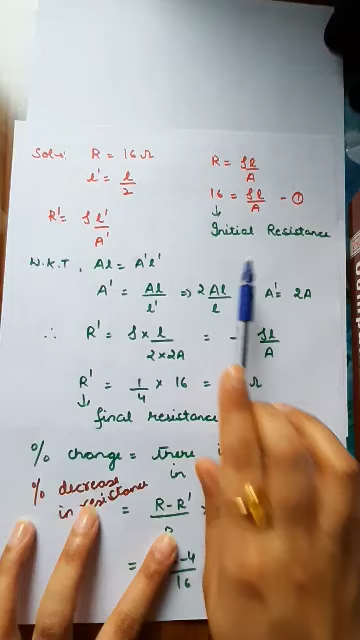 Soln: R = 16Ω
l' = l/2
R' = ρl'/A'
R = ρl/A
16 = ρl/A - ①
↓
Initial Resistance
W.K.T, Al = A'l'
A' = Al/l' ⇒ 2Al/l A' = 2A
∴ R' = ρ × l/2×2A = ρl/A
R' = 1/4 × 16 = Ω
↓
final resistance
% change = there
in
% decrease
in resistance = R-R'
= -4/16